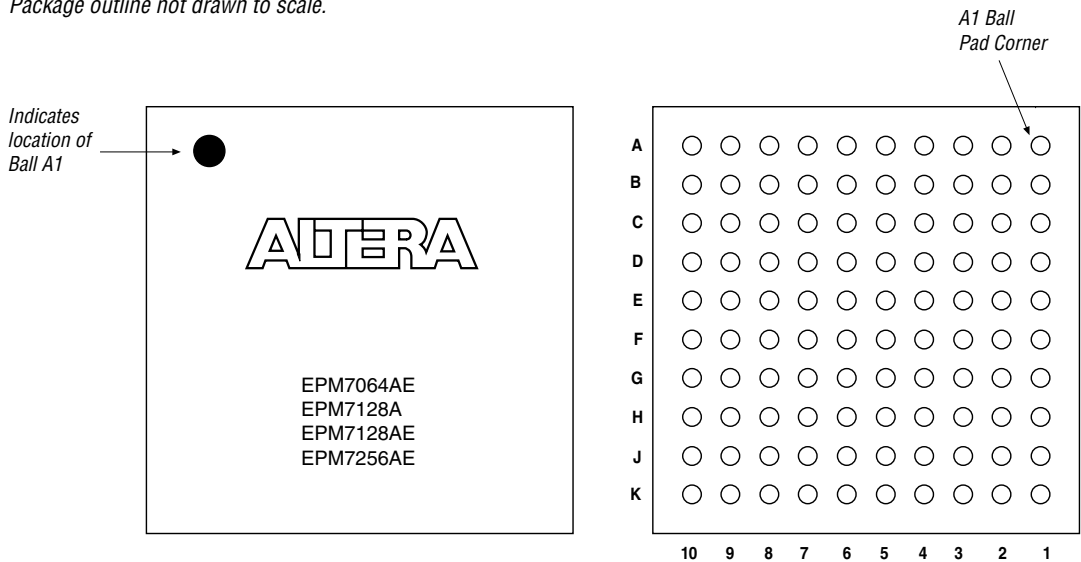 Package outline not drawn to scale.
A1 Ball
Pad Corner
Indicates
location of
Ball A1
ALTERA
EPM7064AE
EPM7128A
EPM7128AE
EPM7256AE
A
B
C
D
E
F
G
H
J
K
10 9 8 7 6 5 4 3 2 1